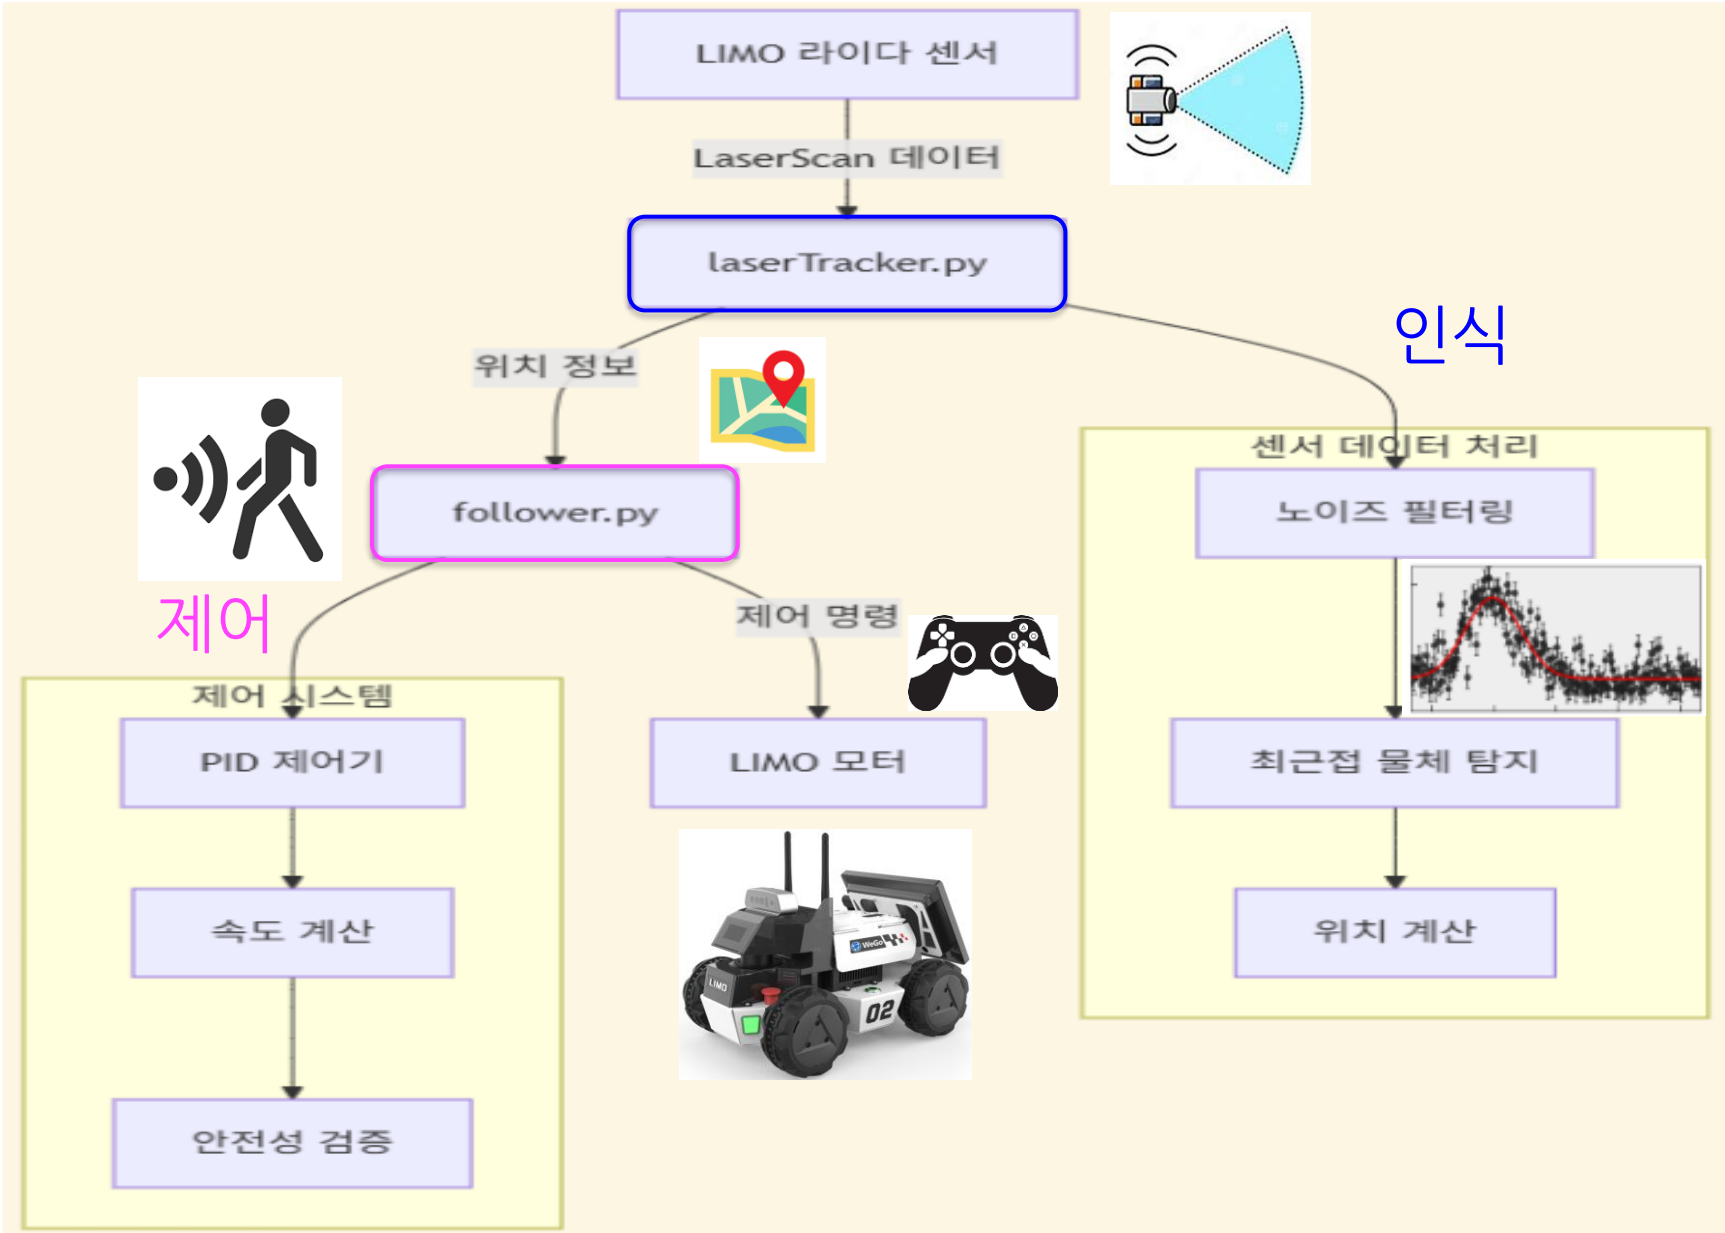 LIMO 라이다 센서
LaserScan 데이터
laserTracker.py
인식
위치 정보
센서 데이터 처리
노이즈 필터링
follower.py
제어
제어 명령
제어 시스템
PID 제어기
LIMO 모터
최근접 물체 탐지
속도 계산
위치 계산
WeGo
LIMO
02
안전성 검증